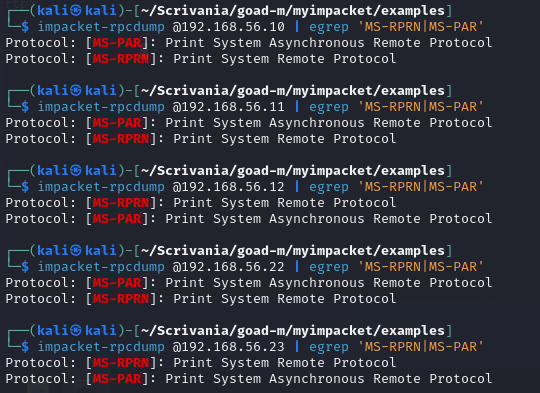 ┌──(kali㉿kali)-[~/Scrivania/goad-m/myimpacket/examples]
└─$ impacket-rpcdump @192.168.56.10 | egrep 'MS-RPRN|MS-PAR'
Protocol: [MS-PAR]: Print System Asynchronous Remote Protocol
Protocol: [MS-RPRN]: Print System Remote Protocol
┌──(kali㉿kali)-[~/Scrivania/goad-m/myimpacket/examples]
└─$ impacket-rpcdump @192.168.56.11 | egrep 'MS-RPRN|MS-PAR'
Protocol: [MS-PAR]: Print System Asynchronous Remote Protocol
Protocol: [MS-RPRN]: Print System Remote Protocol
┌──(kali㉿kali)-[~/Scrivania/goad-m/myimpacket/examples]
└─$ impacket-rpcdump @192.168.56.12 | egrep 'MS-RPRN|MS-PAR'
Protocol: [MS-RPRN]: Print System Remote Protocol
Protocol: [MS-PAR]: Print System Asynchronous Remote Protocol
┌──(kali㉿kali)-[~/Scrivania/goad-m/myimpacket/examples]
└─$ impacket-rpcdump @192.168.56.22 | egrep 'MS-RPRN|MS-PAR'
Protocol: [MS-PAR]: Print System Asynchronous Remote Protocol
Protocol: [MS-RPRN]: Print System Remote Protocol
┌──(kali㉿kali)-[~/Scrivania/goad-m/myimpacket/examples]
└─$ impacket-rpcdump @192.168.56.23 | egrep 'MS-RPRN|MS-PAR'
Protocol: [MS-RPRN]: Print System Remote Protocol
Protocol: [MS-PAR]: Print System Asynchronous Remote Protocol